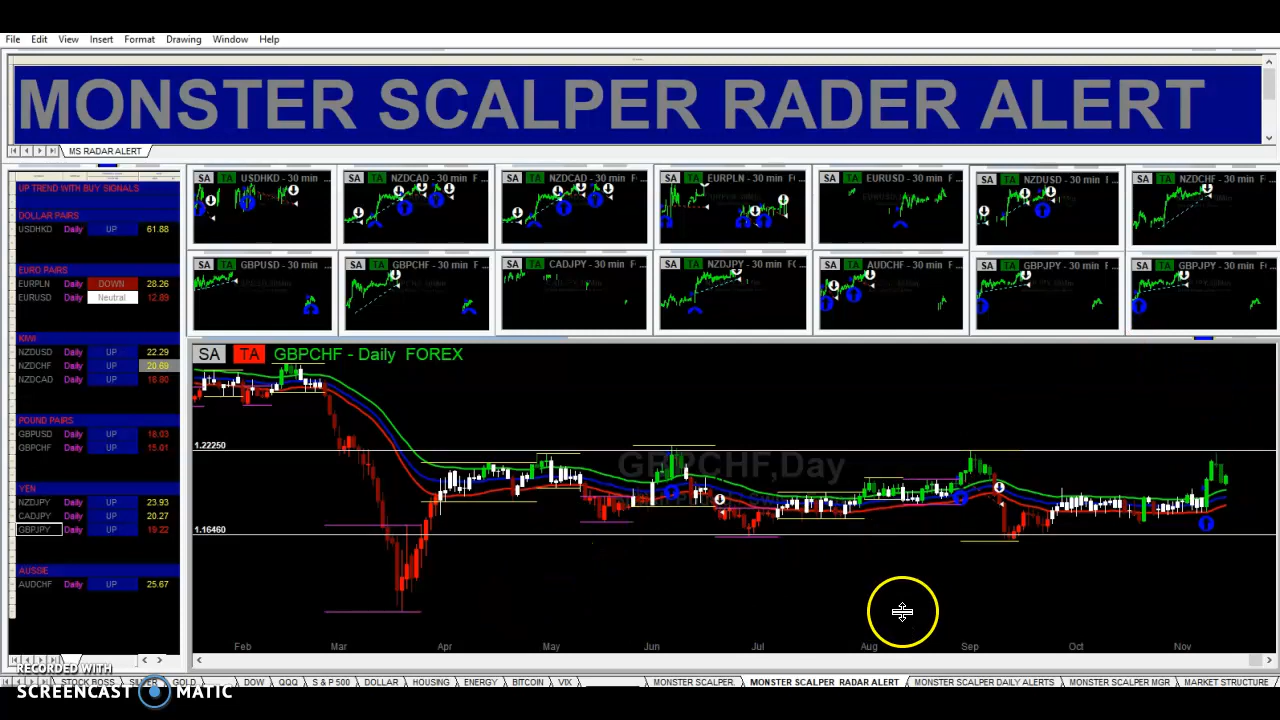 File Edit View Insert Format Drawing Window Help
MONSTER SCALPER RADER ALERT
MS RADAR ALERT
UP TREND WITH BUY SIGNALS
DOLLAR PAIRS
USDHKD Daily UP 61.88
EURO PAIRS
EURPLN Daily DOWN 28.26
EURUSD Daily Neutral 12.89
KIWI
NZDUSD Daily UP 22.29
NZDCHF Daily UP 20.69
NZDCAD Daily UP 18.80
POUND PAIRS
GBPUSD Daily UP 18.03
GBPCHF Daily UP 15.01
YEN
NZDJPY Daily UP 23.93
CADJPY Daily UP 20.27
GBPJPY Daily UP 19.22
AUSSIE
AUDCHF Daily UP 25.67
SA TA USDHKD - 30 min
SA TA NZDCAD - 30 min F ...
SA TA NZDCAD - 30 min F ...
SA TA EURPLN - 30 min F ...
SA TA EURUSD - 30 min F ...
SA TA NZDUSD - 30 min F ...
SA TA NZDCHF - 30 min
SA TA GBPUSD - 30 min F ...
SA TA GBPCHF - 30 min F ...
SA TA CADJPY - 30 min F ...
SA TA NZDJPY - 30 min FC
SA TA AUDCHF - 30 min F ...
SA TA GBPJPY - 30 min F ...
SA TA GBPJPY - 30 min
SA TA GBPCHF - Daily FOREX
GBPCHF,Day
1.22250
1.16460
Feb Mar Apr May Jun Jul Aug Sep Oct Nov
RECORDED WITH
SCREENCAST MATIC
STOCK BOSS SILVER GOLD DOW QQQ S & P 500 DOLLAR HOUSING ENERGY BITCOIN VIX MONSTER SCALPER. MONSTER SCALPER RADAR ALERT MONSTER SCALPER DAILY ALERTS MONSTER SCALPER MGR MARKET STRUCTURE